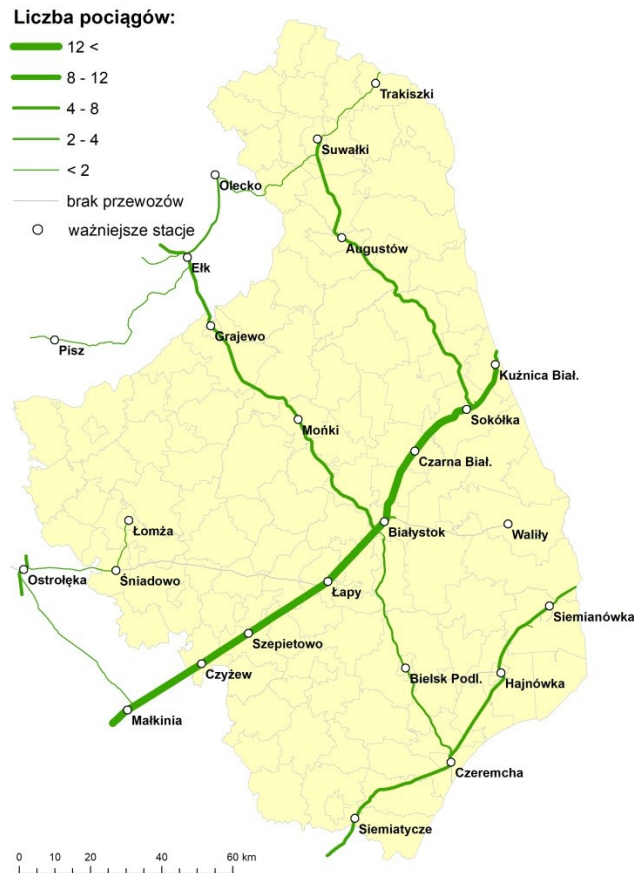 Liczba pociągów:
12 <
8 - 12
4 - 8
2 - 4
< 2
brak przewozów
ważniejsze stacje
Trakiszki
Suwałki
Olecko
Augustów
Ełk
Grajewo
Pisz
Kuźnica Biał.
Sokółka
Mońki
Czarna Biał.
Łomża
Białystok
Waliły
Ostrołęka
Śniadowo
Łapy
Siemianówka
Szepietowo
Czyżew
Bielsk Podl.
Hajnówka
Małkinia
Czeremcha
Siemiatycze
0 10 20 40 60 km